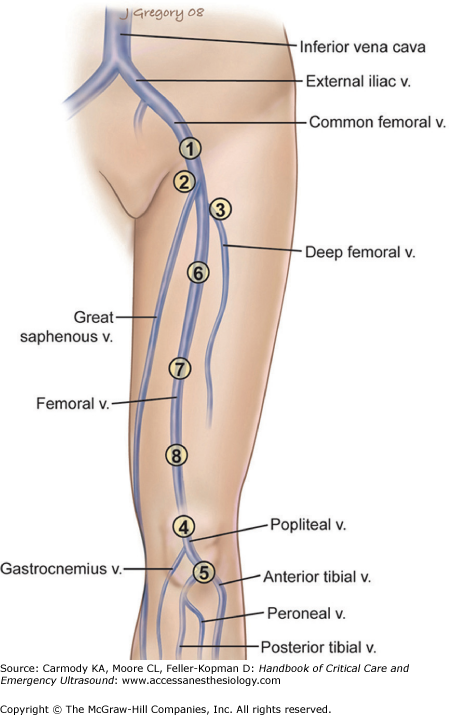 J Gregory 08
Inferior vena cava
External iliac v.
Common femoral v.
1
2
3
Deep femoral v.
6
Great
saphenous v.
7
Femoral v.
8
4
Popliteal v.
Gastrocnemius v.
5
Anterior tibial v.
Peroneal v.
Posterior tibial v.
Source: Carmody KA, Moore CL, Feller-Kopman D: Handbook of Critical Care and
Emergency Ultrasound: www.accessanesthesiology.com
Copyright © The McGraw-Hill Companies, Inc. All rights reserved.